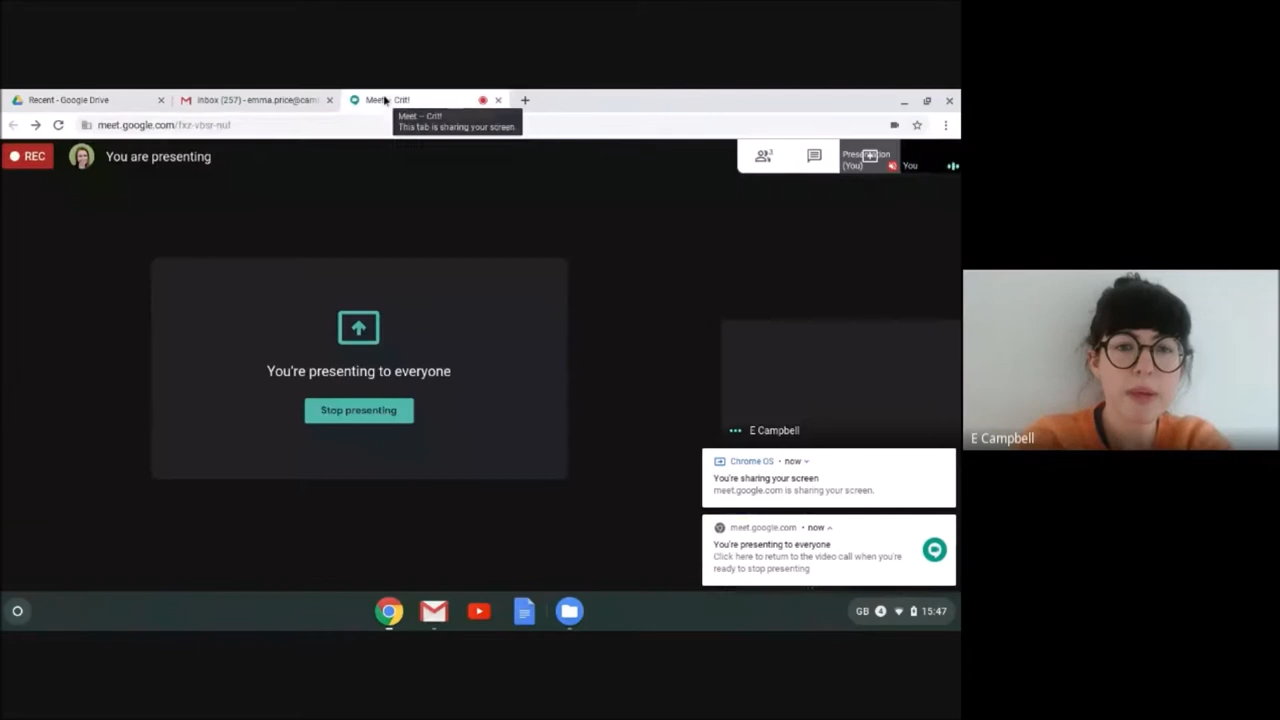 Recent - Google Drive
Inbox (257) - emma.price@cam
Meet – Crit!
Meet – Crit!
This tab is sharing your screen
meet.google.com/fxz-vbsr-nuf
REC
You are presenting
3
Presentation
(You)
You
You're presenting to everyone
Stop presenting
E Campbell
E Campbell
Chrome OS · now
You're sharing your screen
meet.google.com is sharing your screen.
meet.google.com · now
You're presenting to everyone
Click here to return to the video call when you're
ready to stop presenting
GB 4 15:47